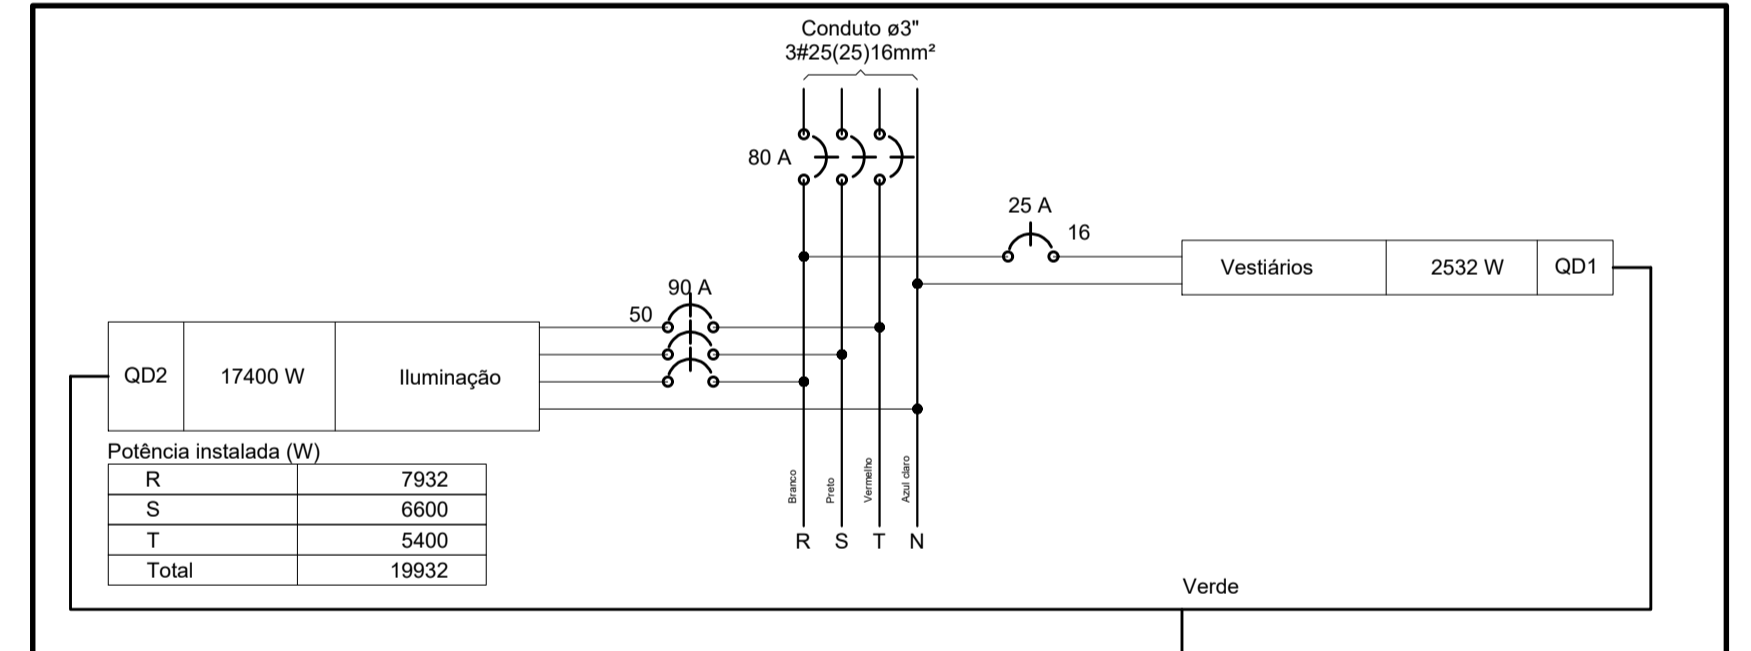 Conduto ø3"
3#25(25)16mm²
80 A
25 A
16
Vestiários 2532 W QD1
90 A
50
QD2 17400 W Iluminação
Potência instalada (W)
R 7932
S 6600
T 5400
Total 19932
Branco
Preto
Vermelho
Azul claro
R S T N
Verde